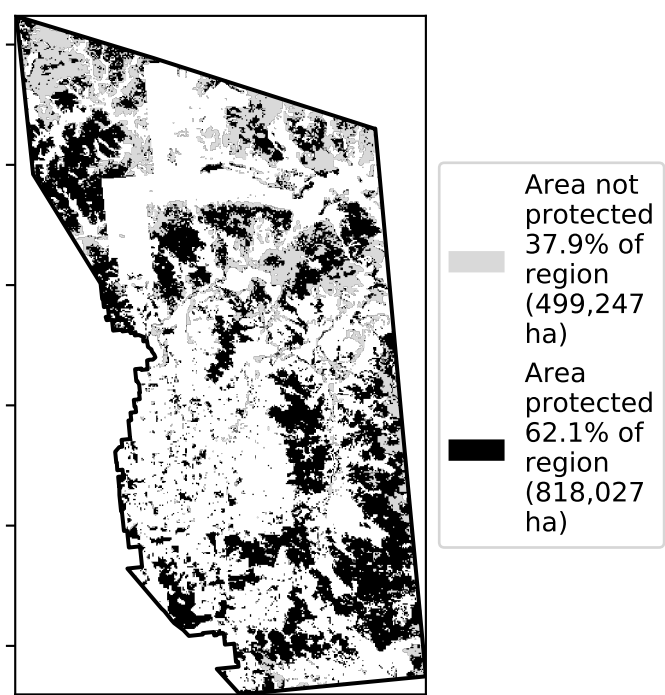 Area not
protected
37.9% of
region
(499,247
ha)
Area
protected
62.1% of
region
(818,027
ha)